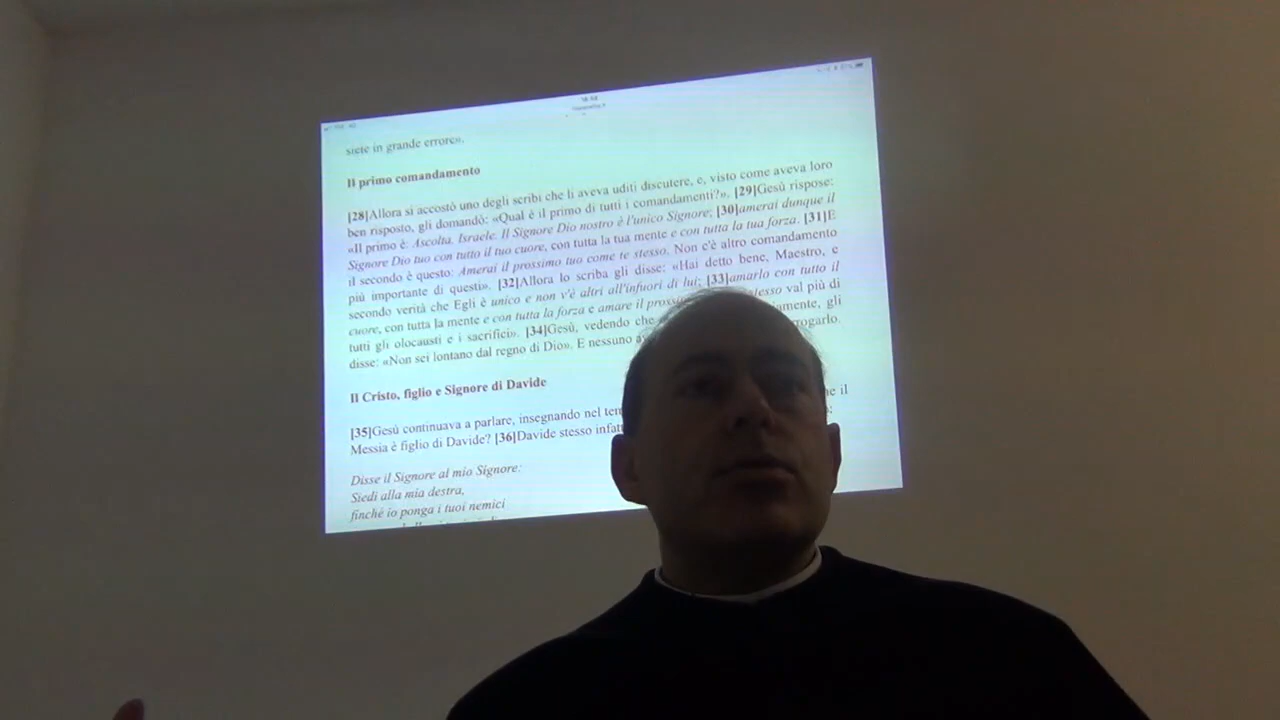 siete in grande errore».
Il primo comandamento
[28]Allora si accostò uno degli scribi che li aveva uditi discutere, e, visto come aveva loro
ben risposto, gli domandò: «Qual è il primo di tutti i comandamenti?». [29]Gesù rispose:
«Il primo è: Ascolta, Israele. Il Signore Dio nostro è l'unico Signore; [30]amerai dunque il
Signore Dio tuo con tutto il tuo cuore, con tutta la tua mente e con tutta la tua forza. [31]E
il secondo è questo: Amerai il prossimo tuo come te stesso. Non c'è altro comandamento
più importante di questi». [32]Allora lo scriba gli disse: «Hai detto bene, Maestro, e
secondo verità che Egli è unico e non v'è altri all'infuori di lui; [33]amarlo con tutto il
cuore, con tutta la mente e con tutta la forza e amare il val più di
tutti gli olocausti e i sacrifici». [34]Gesù, vedendo che gli
disse: «Non sei lontano dal regno di Dio». E nessuno
Il Cristo, figlio e Signore di Davide
[35]Gesù continuava a parlare, insegnando nel il
Messia è figlio di Davide? [36]Davide stesso
Disse il Signore al mio Signore:
Siedi alla mia destra,
finché io ponga i tuoi nemici